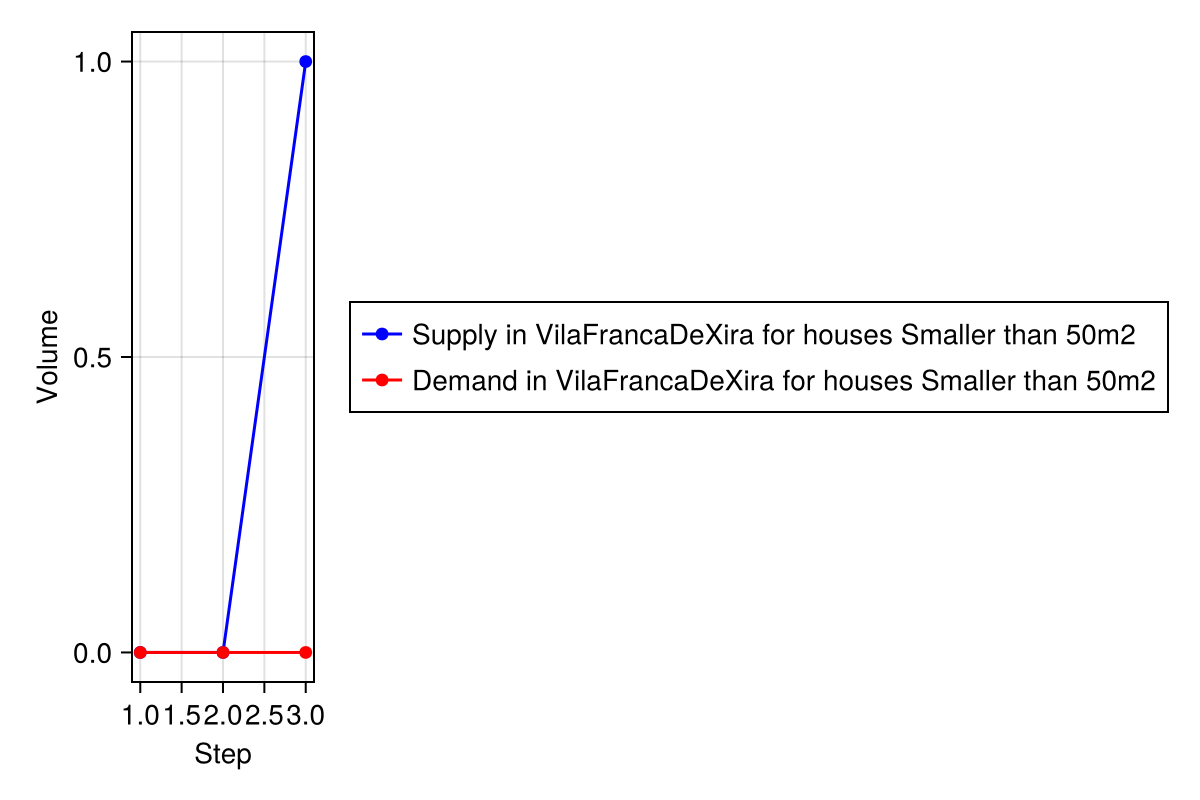 1.0
0.5
0.0
Volume
1.0 1.5 2.0 2.5 3.0
Step
Supply in VilaFrancaDeXira for houses Smaller than 50m2
Demand in VilaFrancaDeXira for houses Smaller than 50m2